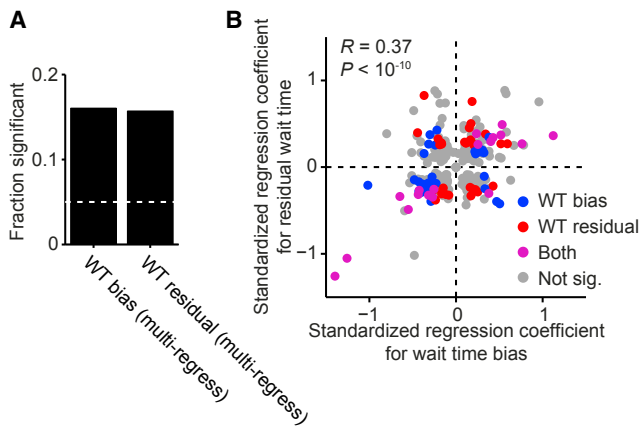 A
Fraction significant
0.2
0.1
0
WT bias (multi-regress)
WT residual (multi-regress)
B
R = 0.37
P < 10^-10
Standardized regression coefficient
for residual wait time
1
0
−1
WT bias
WT residual
Both
Not sig.
−1
0
1
Standardized regression coefficient
for wait time bias